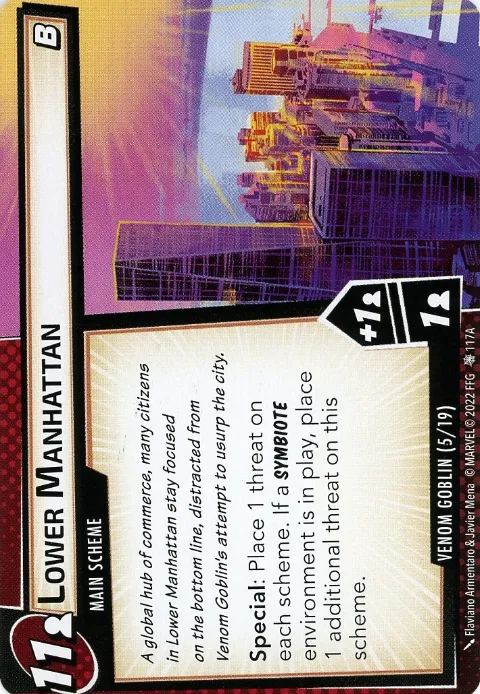 11
LOWER MANHATTAN
B
MAIN SCHEME
A global hub of commerce, many citizens
in Lower Manhattan stay focused
on the bottom line, distracted from
Venom Goblin's attempt to usurp the city.
Special: Place 1 threat on
each scheme. If a SYMBIOTE
environment is in play, place
1 additional threat on this
scheme.
+1
1
VENOM GOBLIN (5/19)
Flaviano Armentaro & Javier Mena © MARVEL © 2022 FFG 117A